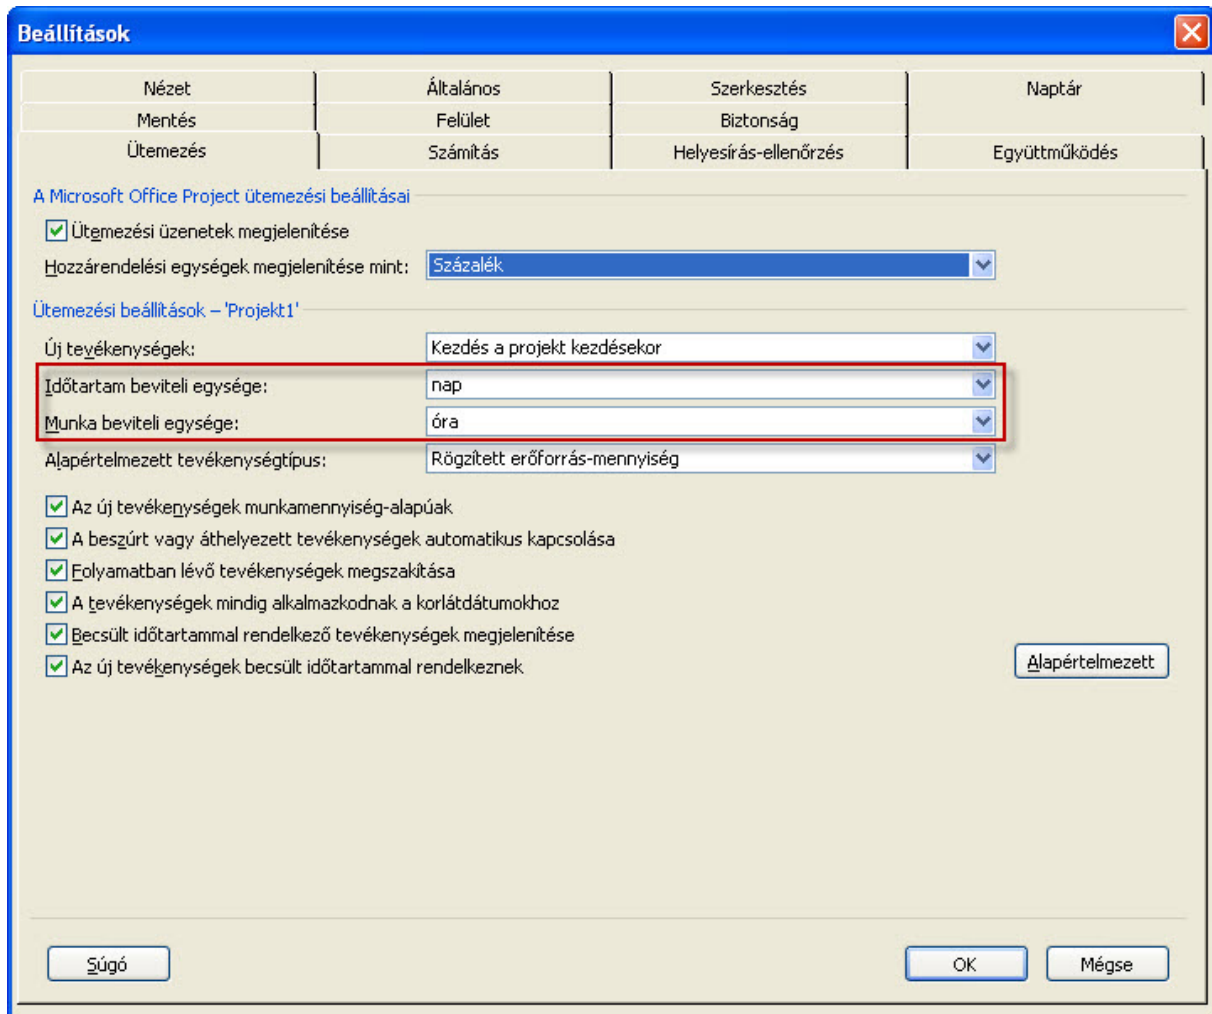 Beállítások
Nézet Általános Szerkesztés Naptár
Mentés Felület Biztonság
Ütemezés Számítás Helyesírás-ellenőrzés Együttműködés
A Microsoft Office Project ütemezési beállításai
Ütemezési üzenetek megjelenítése
Hozzárendelési egységek megjelenítése mint: Százalék
Ütemezési beállítások – 'Projekt1'
Új tevékenységek: Kezdés a projekt kezdésekor
Időtartam beviteli egysége: nap
Munka beviteli egysége: óra
Alapértelmezett tevékenységtípus: Rögzített erőforrás-mennyiség
Az új tevékenységek munkamennyiség-alapúak
A beszúrt vagy áthelyezett tevékenységek automatikus kapcsolása
Folyamatban lévő tevékenységek megszakítása
A tevékenységek mindig alkalmazkodnak a korlátdátumokhoz
Becsült időtartammal rendelkező tevékenységek megjelenítése
Az új tevékenységek becsült időtartammal rendelkeznek
Alapértelmezett
Súgó OK Mégse